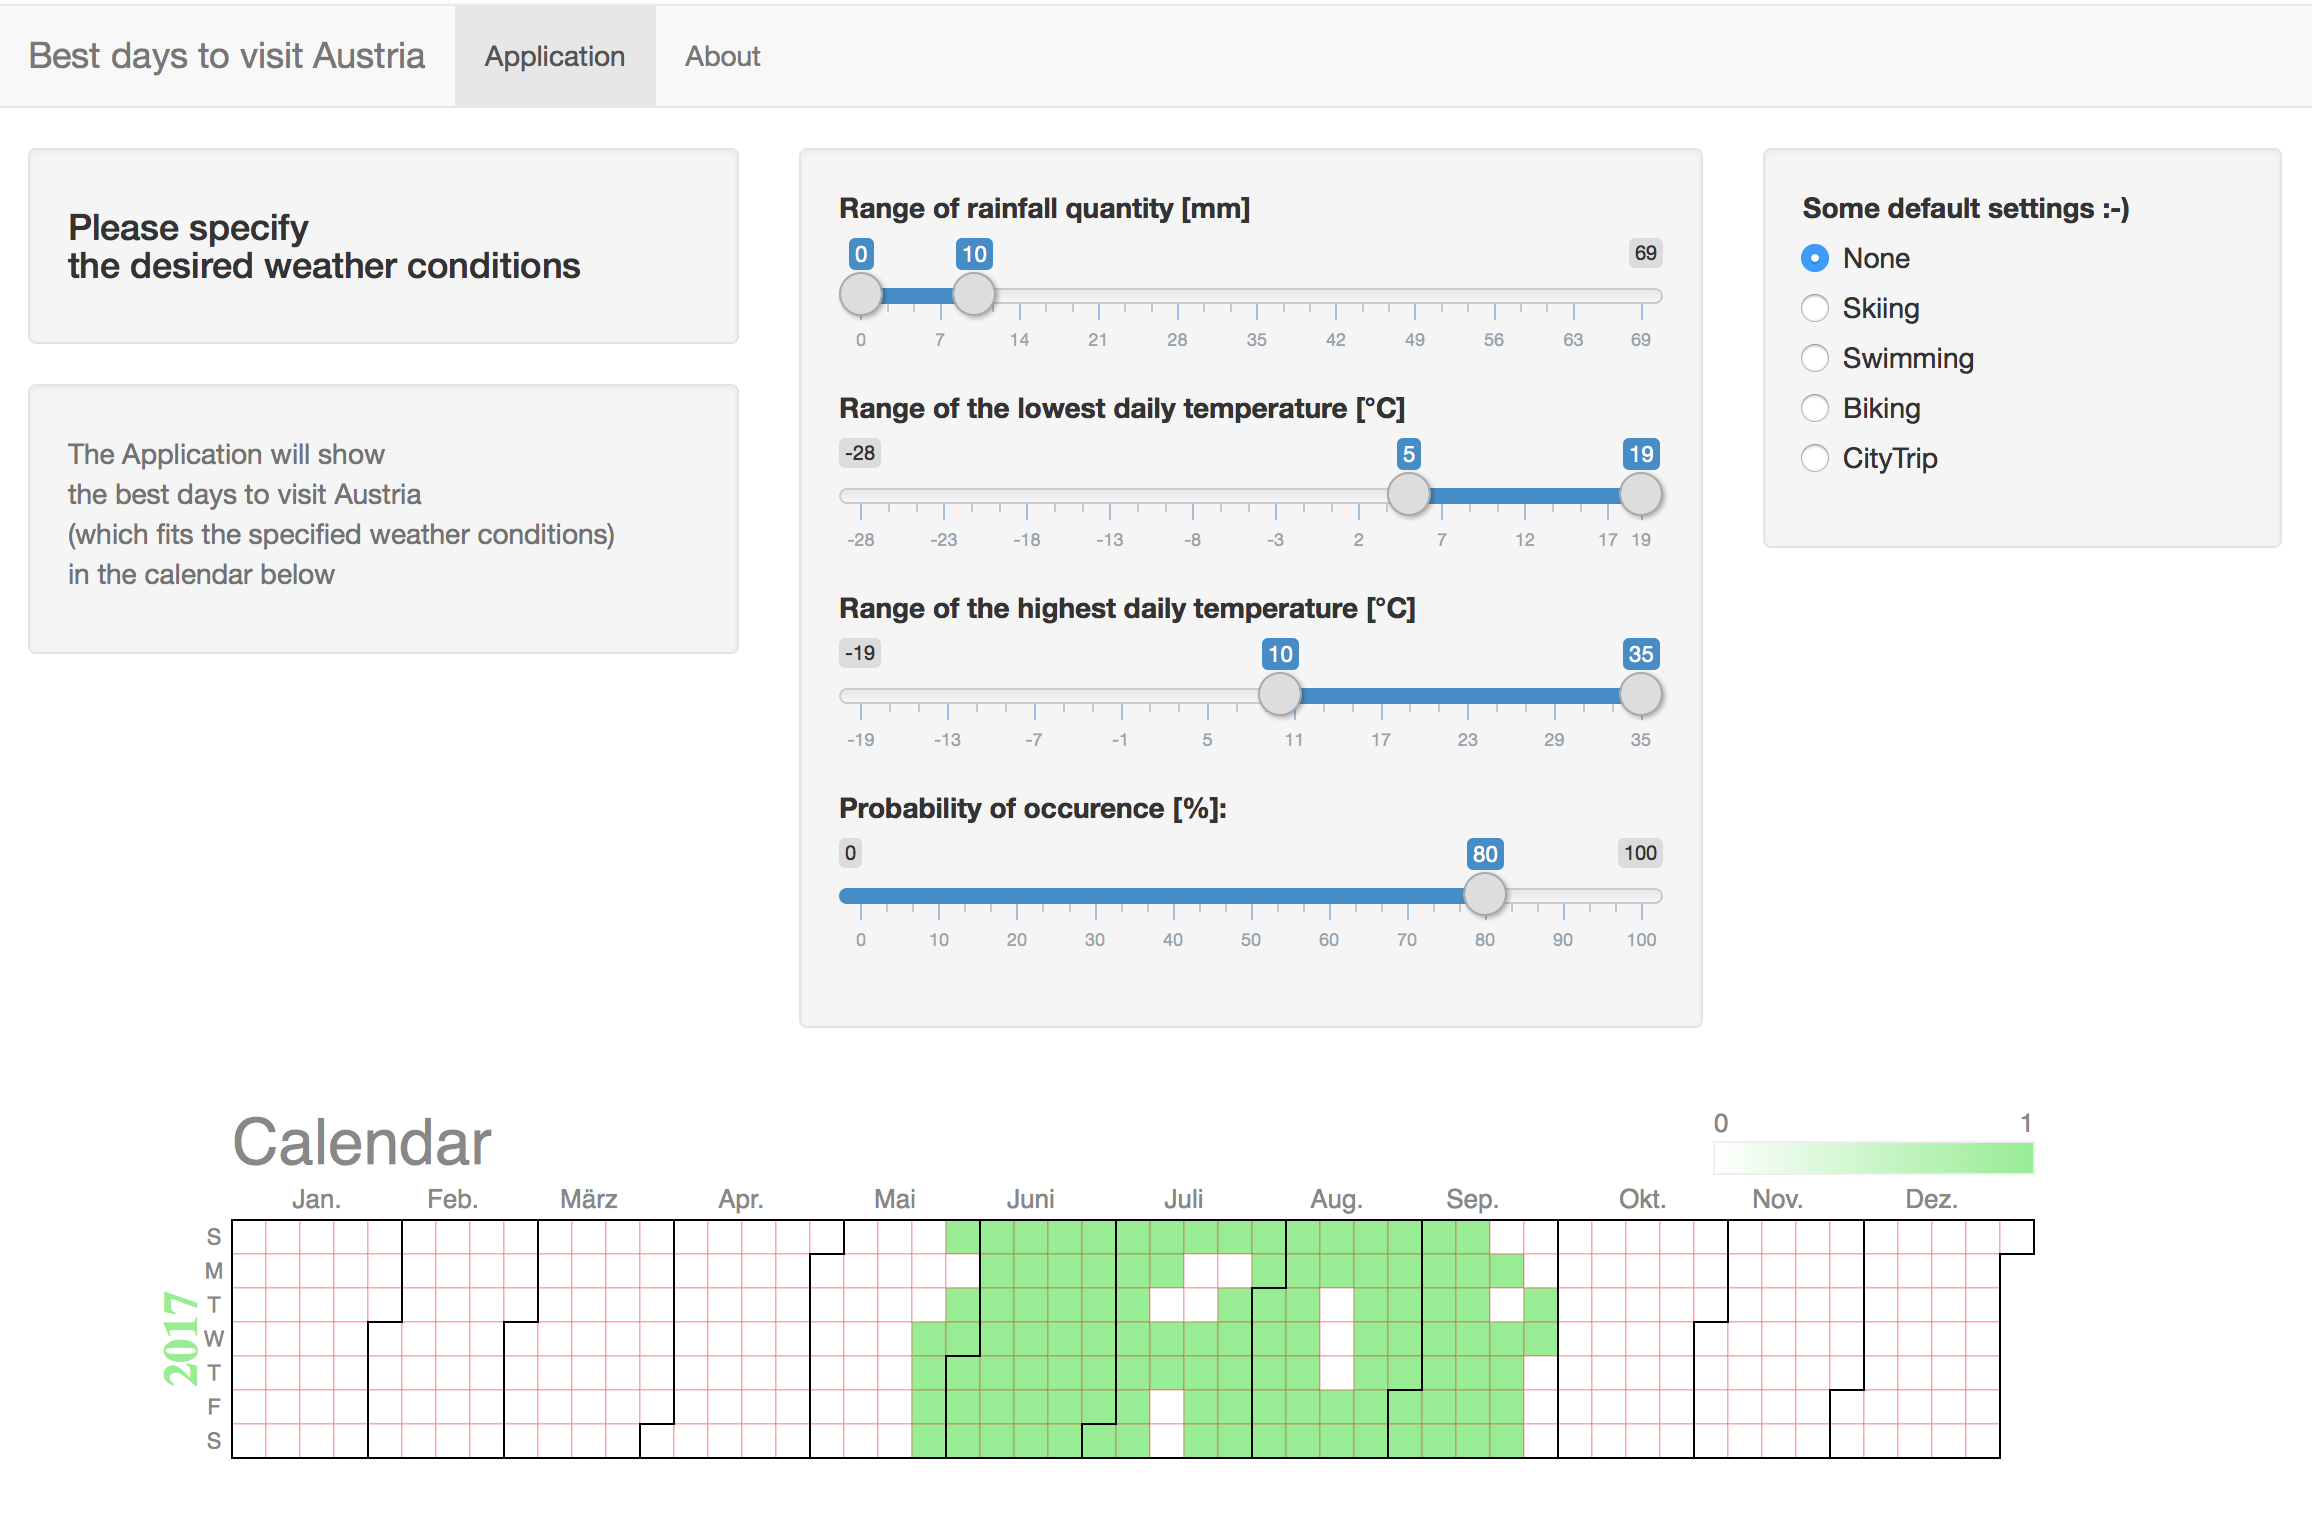 Best days to visit Austria
Application
About
Please specify
the desired weather conditions
The Application will show
the best days to visit Austria
(which fits the specified weather conditions)
in the calendar below
Range of rainfall quantity [mm]
0 10 69
0 7 14 21 28 35 42 49 56 63 69
Range of the lowest daily temperature [°C]
-28 5 19
-28 -23 -18 -13 -8 -3 2 7 12 17 19
Range of the highest daily temperature [°C]
-19 10 35
-19 -13 -7 -1 5 11 17 23 29 35
Probability of occurence [%]:
0 80 100
0 10 20 30 40 50 60 70 80 90 100
Some default settings :-)
None
Skiing
Swimming
Biking
CityTrip
Calendar
0 1
Jan. Feb. März Apr. Mai Juni Juli Aug. Sep. Okt. Nov. Dez.
2017
S
M
T
W
T
F
S